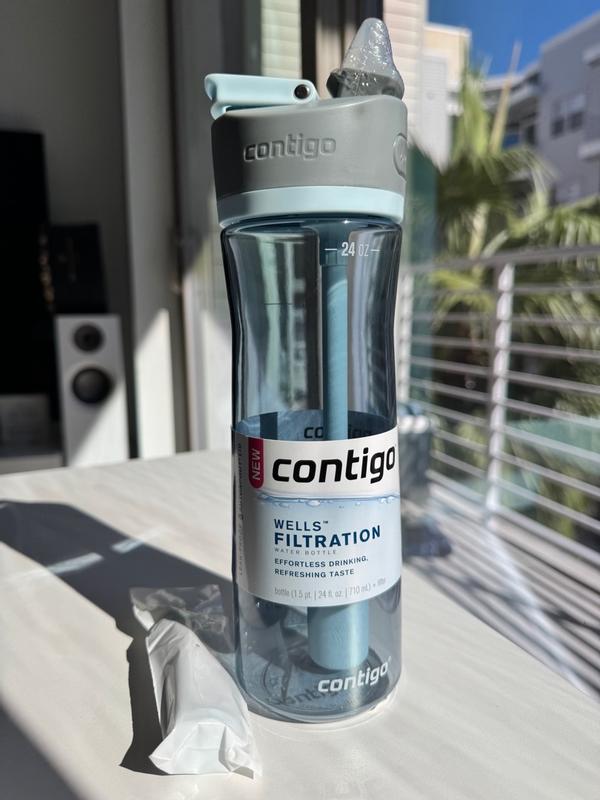 contigo
24 OZ
contigo
NEW
contigo
WELLS™
FILTRATION
WATER BOTTLE
EFFORTLESS DRINKING,
REFRESHING TASTE
bottle (1.5 pt. | 24 fl. oz. | 710 mL) + filter
contigo